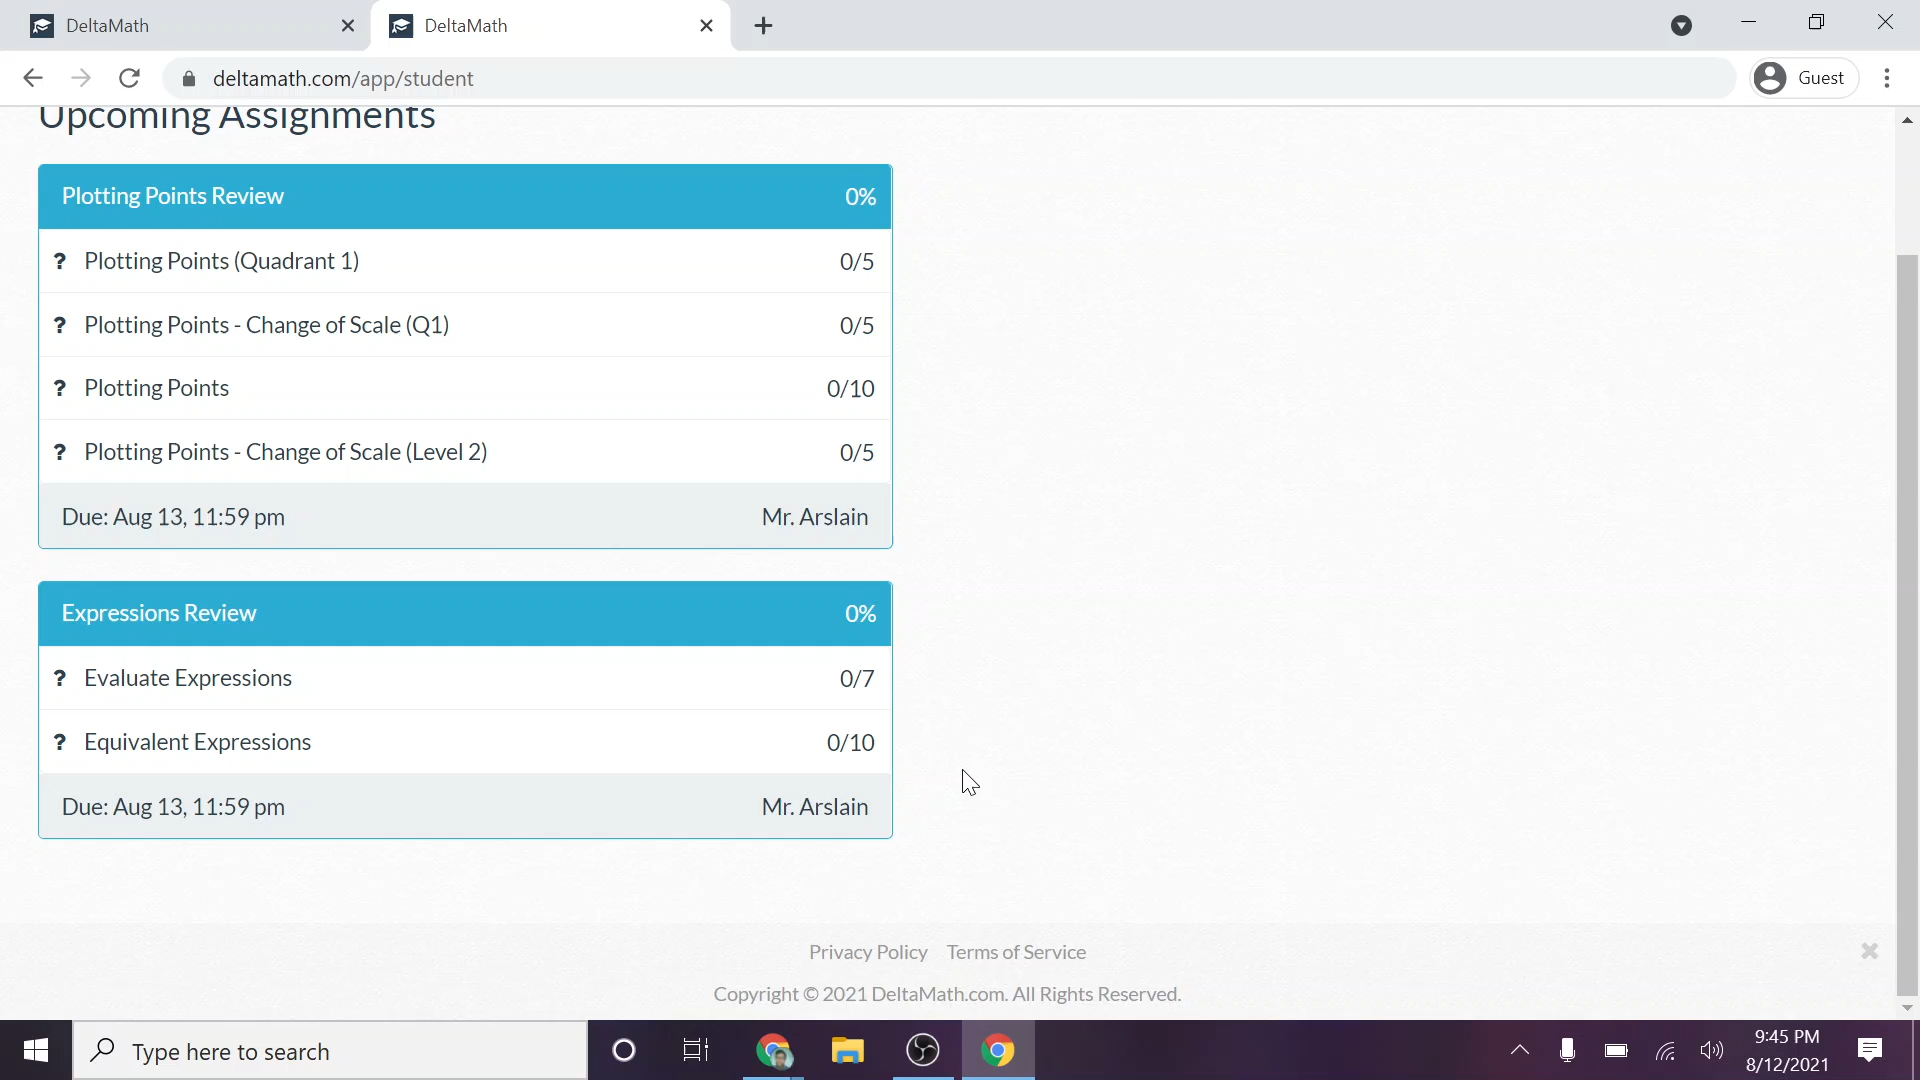 DeltaMath
DeltaMath
deltamath.com/app/student
Guest
Upcoming Assignments
Plotting Points Review 0%
? Plotting Points (Quadrant 1) 0/5
? Plotting Points - Change of Scale (Q1) 0/5
? Plotting Points 0/10
? Plotting Points - Change of Scale (Level 2) 0/5
Due: Aug 13, 11:59 pm Mr. Arslain
Expressions Review 0%
? Evaluate Expressions 0/7
? Equivalent Expressions 0/10
Due: Aug 13, 11:59 pm Mr. Arslain
Privacy Policy Terms of Service
Copyright © 2021 DeltaMath.com. All Rights Reserved.
Type here to search
9:45 PM
8/12/2021